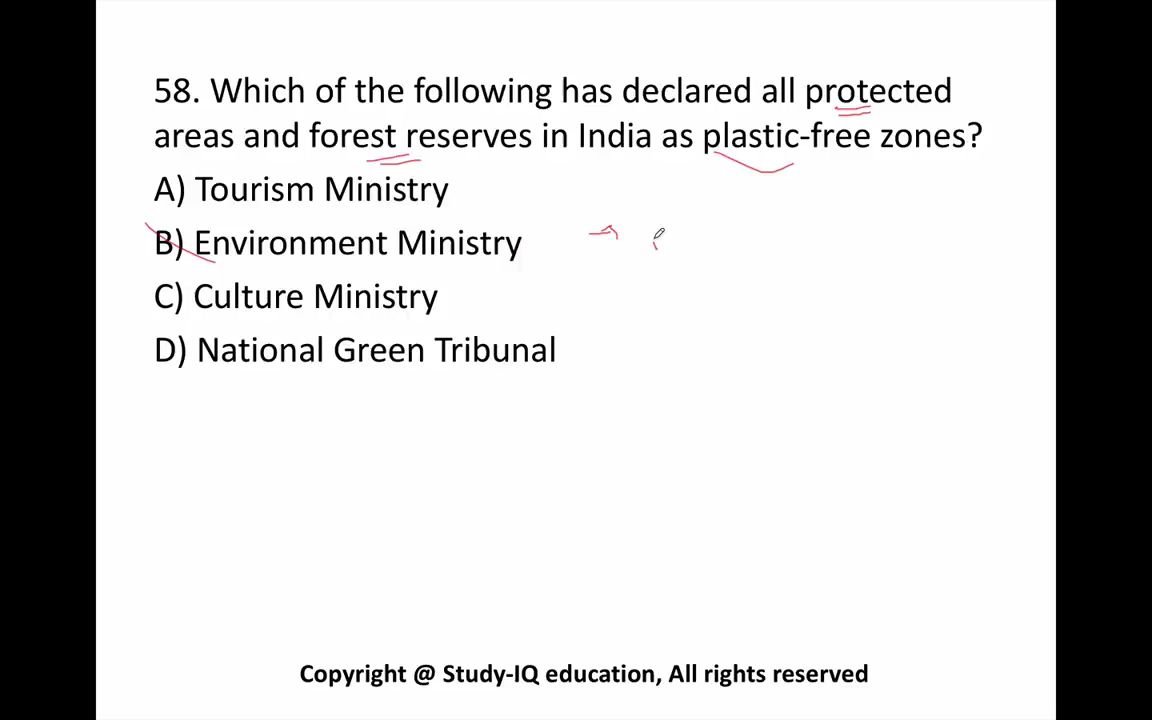 58. Which of the following has declared all protected
areas and forest reserves in India as plastic-free zones?
A) Tourism Ministry
B) Environment Ministry
C) Culture Ministry
D) National Green Tribunal
Copyright @ Study-IQ education, All rights reserved